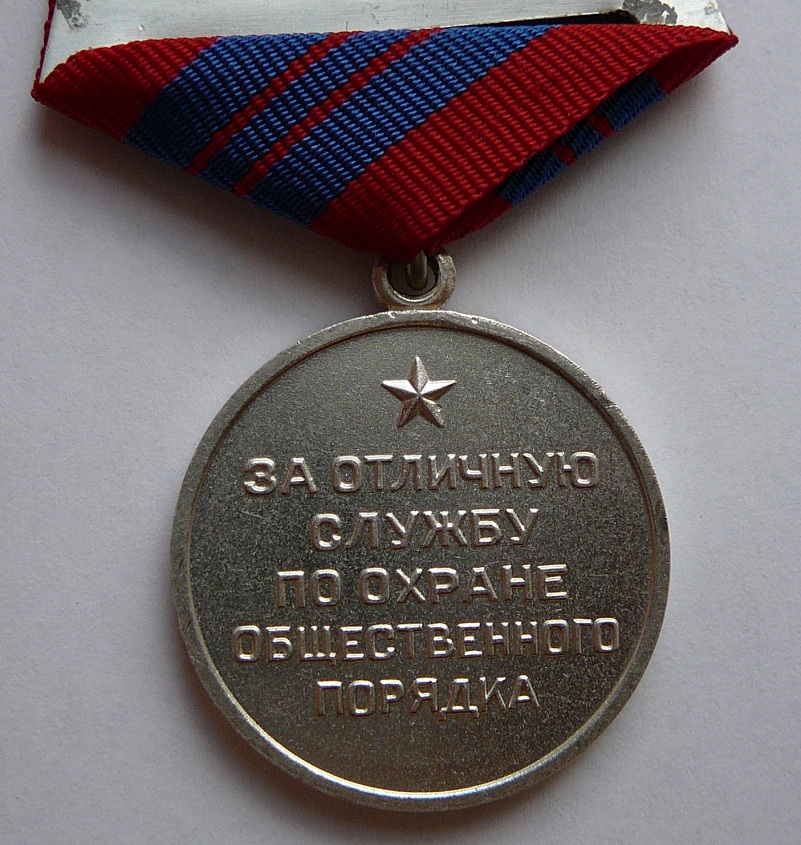 ЗА ОТЛИЧНУЮ
СЛУЖБУ
ПО ОХРАНЕ
ОБЩЕСТВЕННОГО
ПОРЯДКА